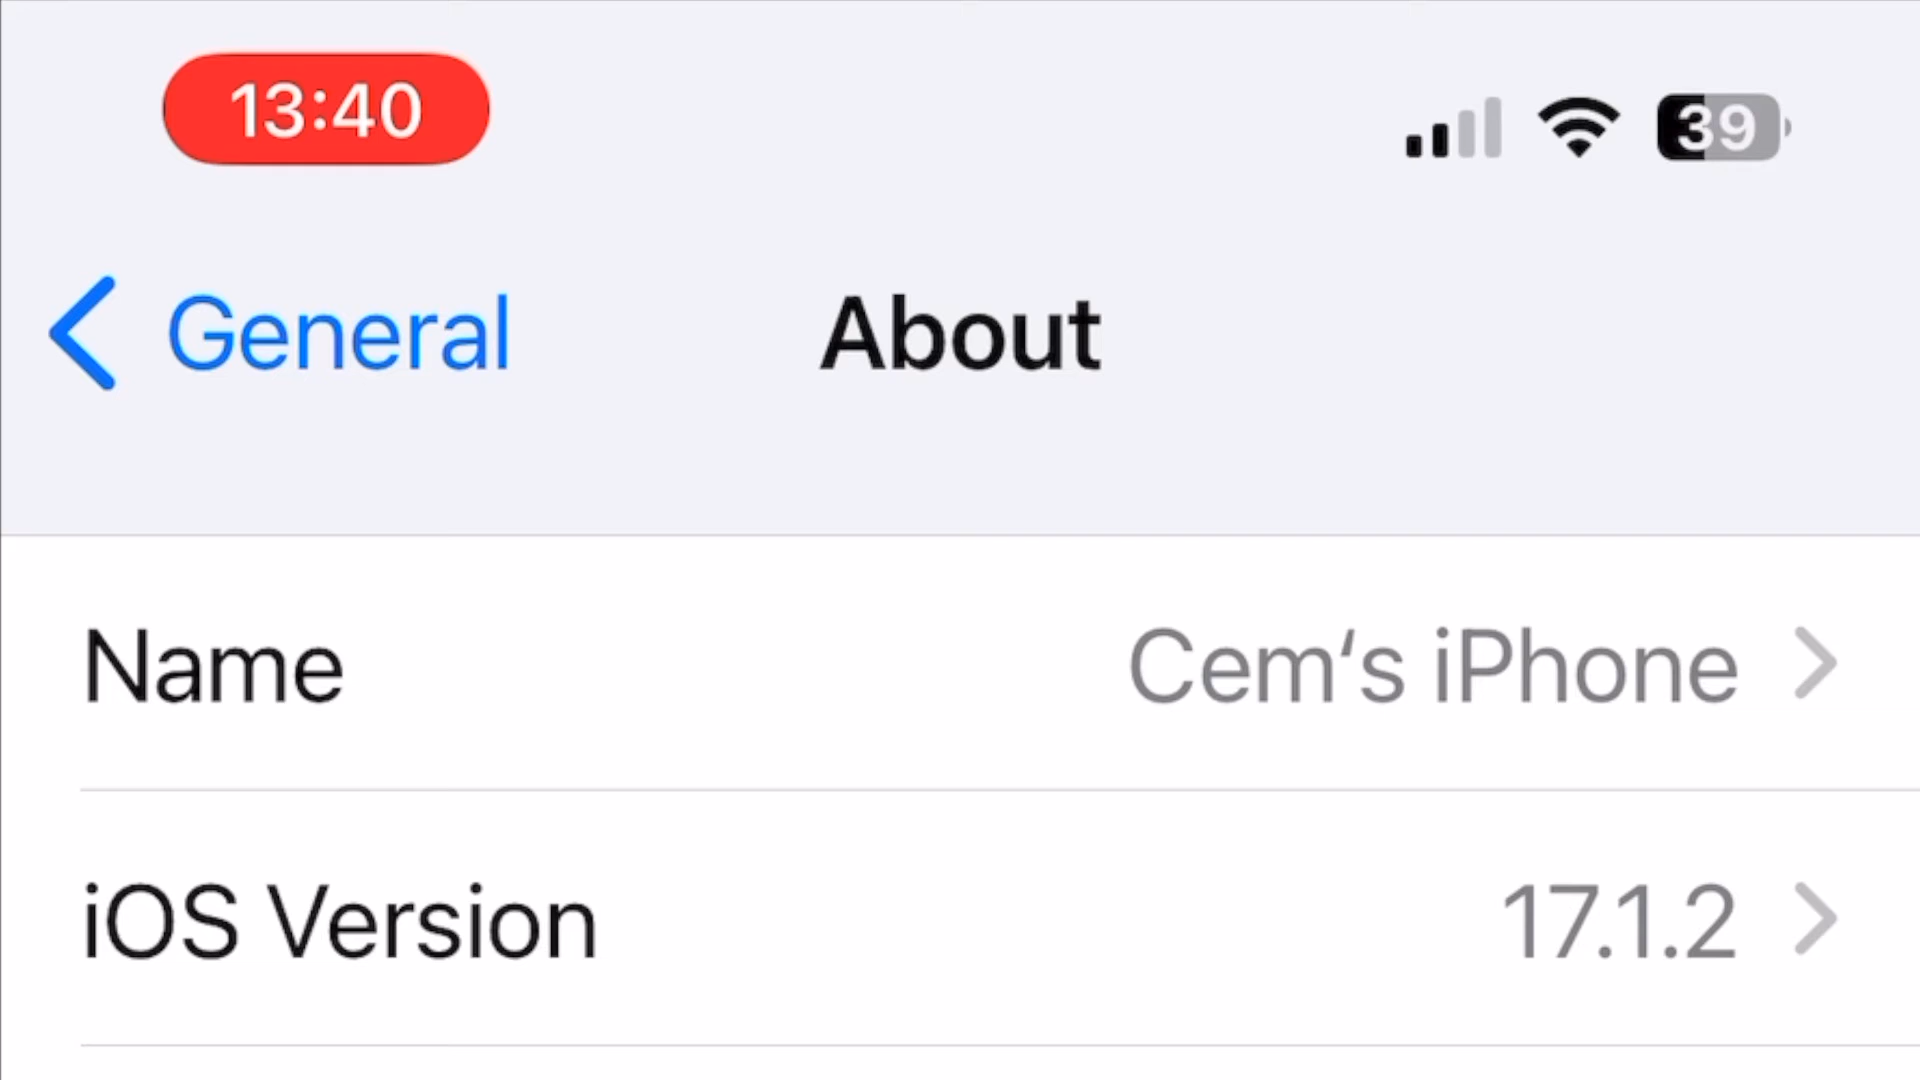 13:40 39
General About
Name Cem‘s iPhone
iOS Version 17.1.2